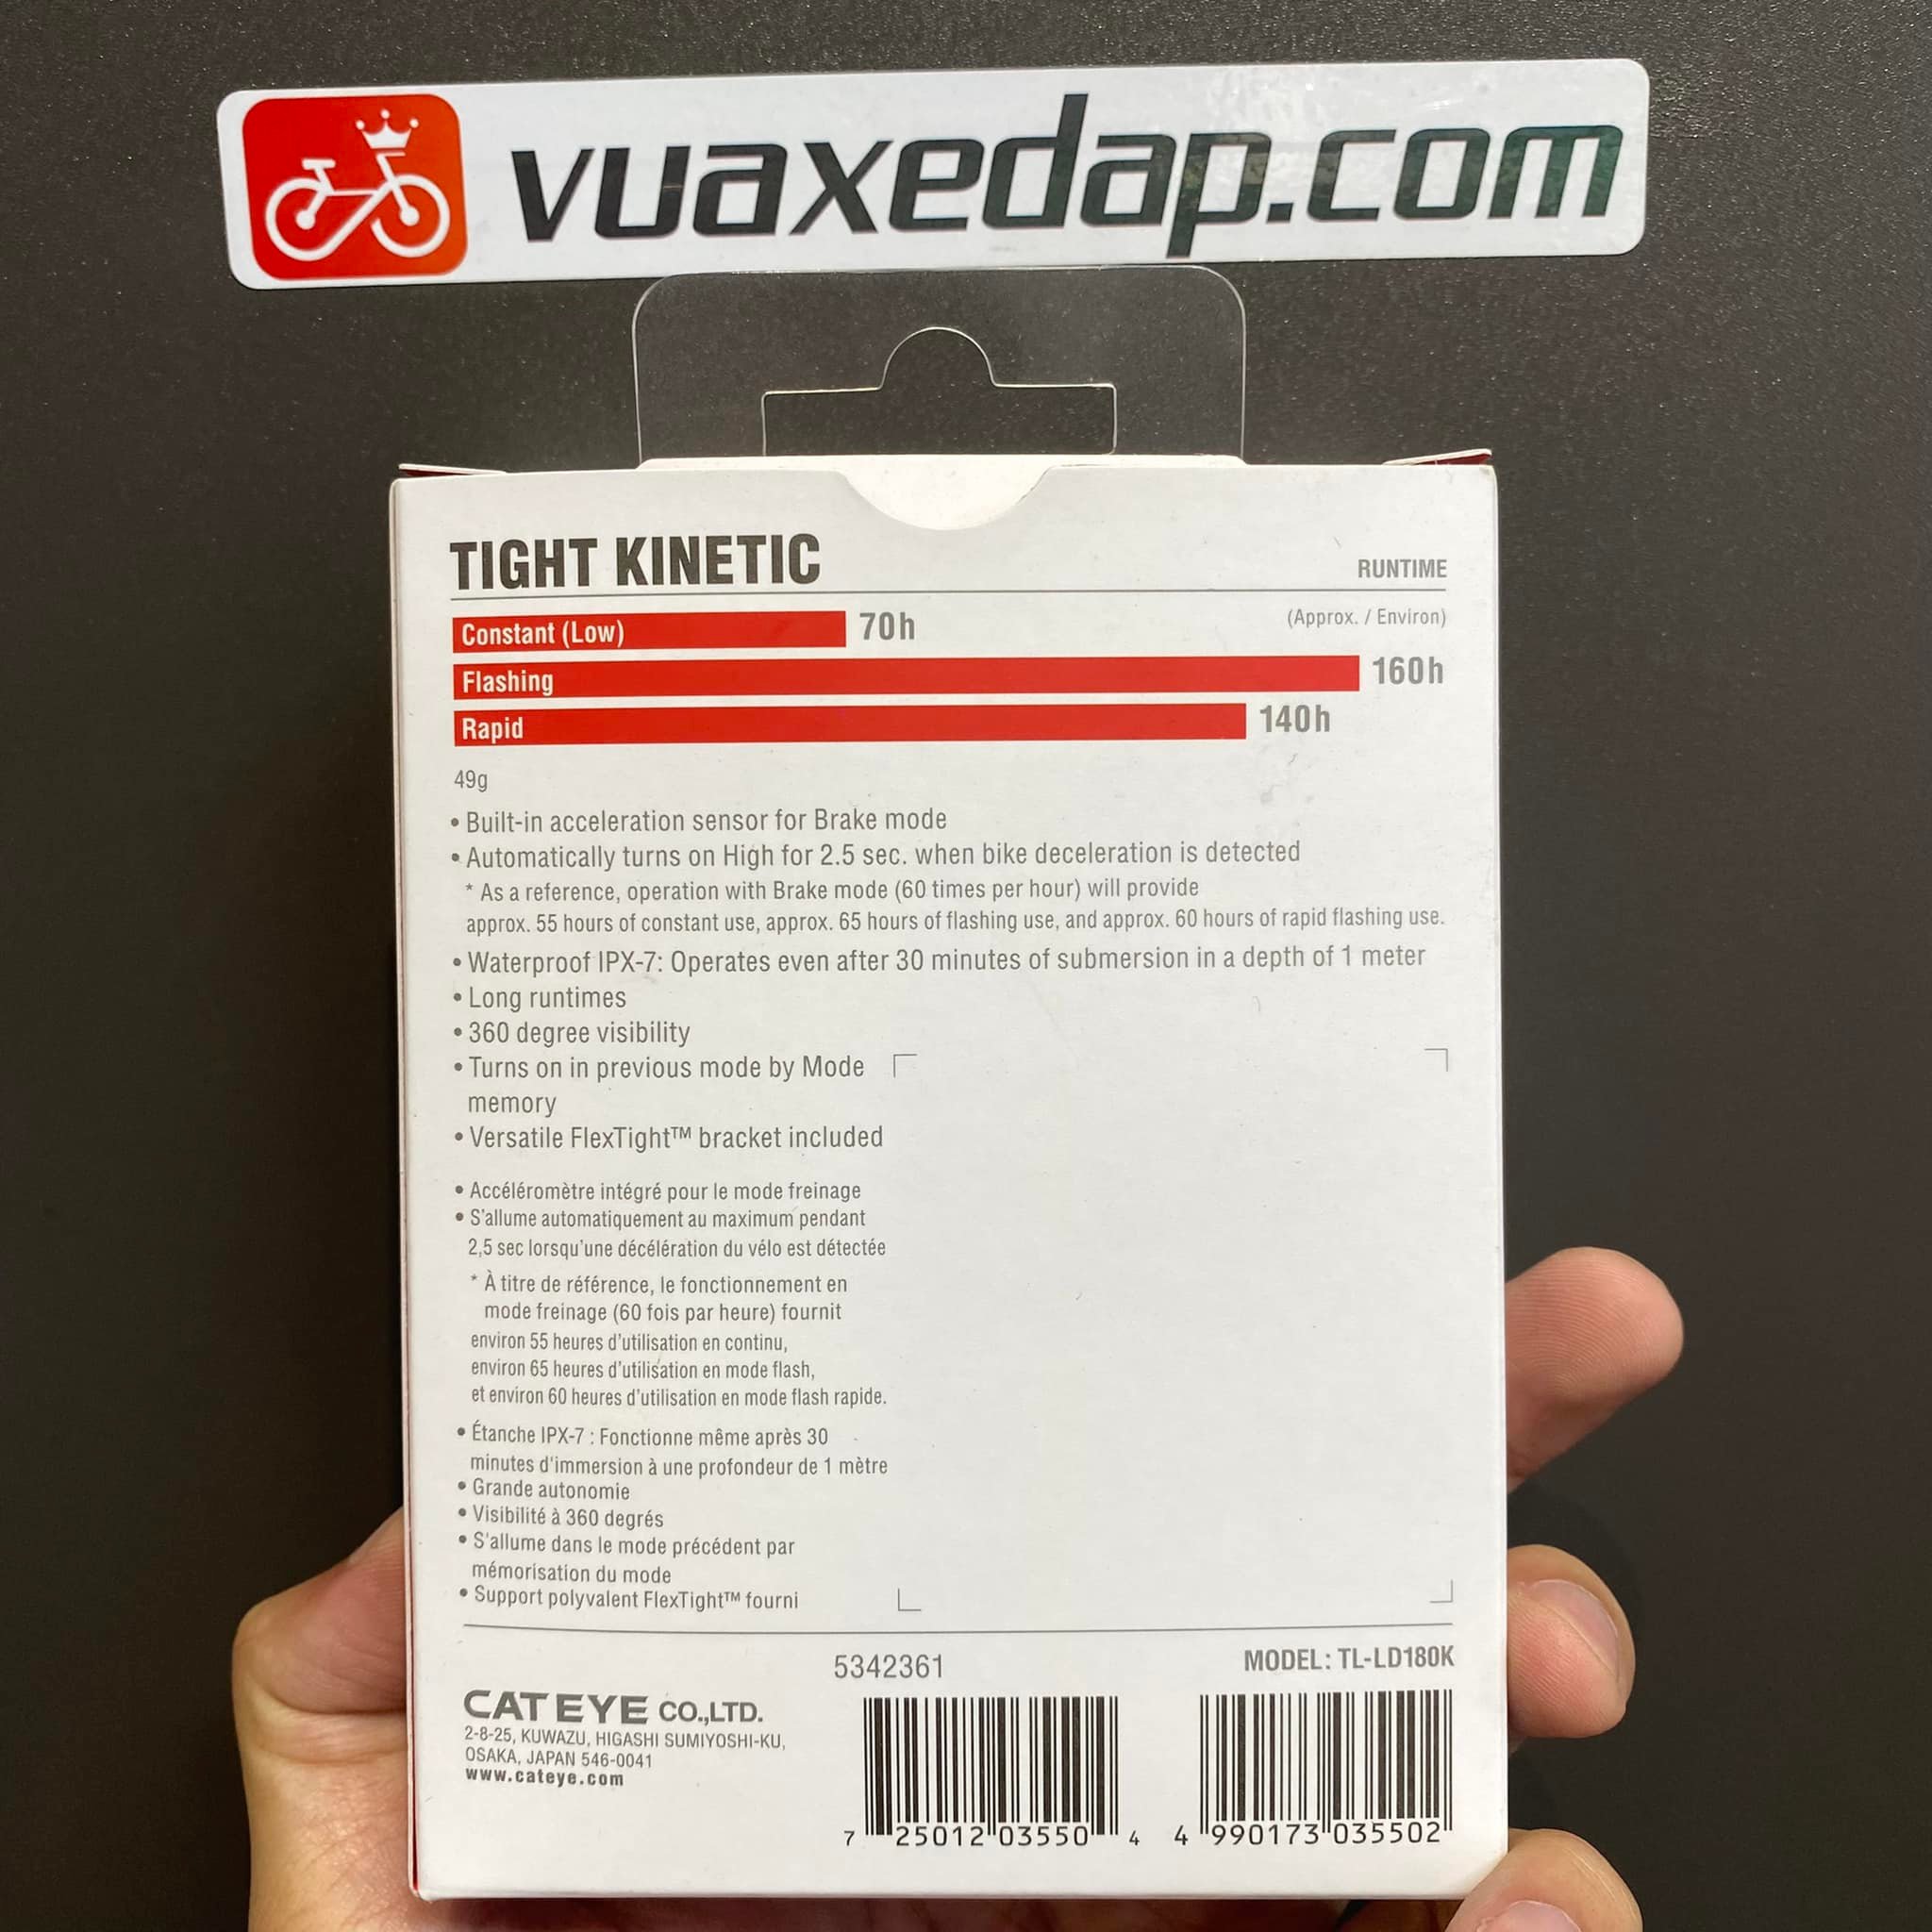 vuaxedap.com
TIGHT KINETIC
RUNTIME
(Approx. / Environ)
Constant (Low) 70h
Flashing 160h
Rapid 140h
49g
• Built-in acceleration sensor for Brake mode
• Automatically turns on High for 2.5 sec. when bike deceleration is detected
* As a reference, operation with Brake mode (60 times per hour) will provide
approx. 55 hours of constant use, approx. 65 hours of flashing use, and approx. 60 hours of rapid flashing use.
• Waterproof IPX-7: Operates even after 30 minutes of submersion in a depth of 1 meter
• Long runtimes
• 360 degree visibility
• Turns on in previous mode by Mode
memory
• Versatile FlexTight™ bracket included
• Accéléromètre intégré pour le mode freinage
• S'allume automatiquement au maximum pendant
2,5 sec lorsqu'une décélération du vélo est détectée
* À titre de référence, le fonctionnement en
mode freinage (60 fois par heure) fournit
environ 55 heures d'utilisation en continu,
environ 65 heures d'utilisation en mode flash,
et environ 60 heures d'utilisation en mode flash rapide.
• Étanche IPX-7 : Fonctionne même après 30
minutes d'immersion à une profondeur de 1 mètre
• Grande autonomie
• Visibilité à 360 degrés
• S'allume dans le mode précédent par
mémorisation du mode
• Support polyvalent FlexTight™ fourni
5342361
MODEL: TL-LD180K
CAT EYE CO.,LTD.
2-8-25, KUWAZU, HIGASHI SUMIYOSHI-KU,
OSAKA, JAPAN 546-0041
www.cateye.com
7 25012 03550 4
4 990173 035502